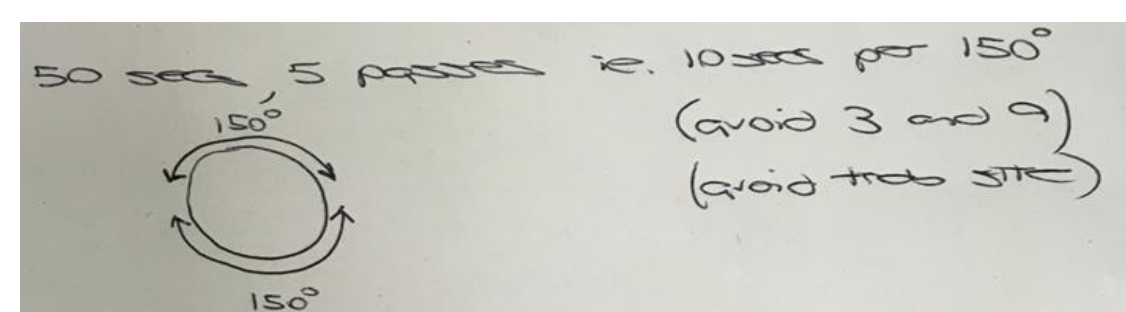 50 secs, 5 passes ie. 10 secs per 150°
(avoid 3 and 9)
(avoid trab site)
150°
150°